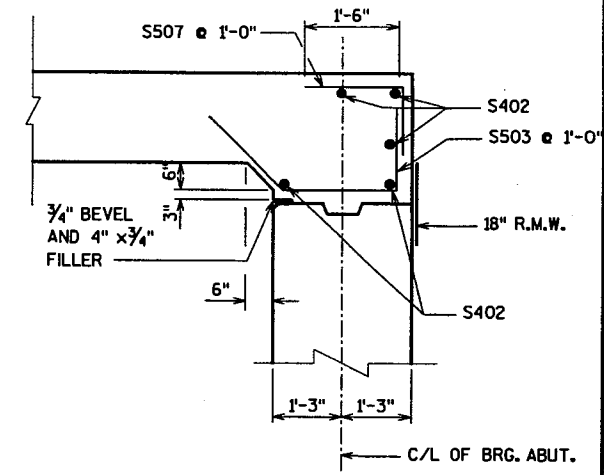 1'-6"
S507 @ 1'-0"
S402
S503 @ 1'-0"
6"
3"
3/4" BEVEL
AND 4" x3/4"
FILLER
18" R.M.W.
6"
S402
1'-3" 1'-3"
C/L OF BRG. ABUT.